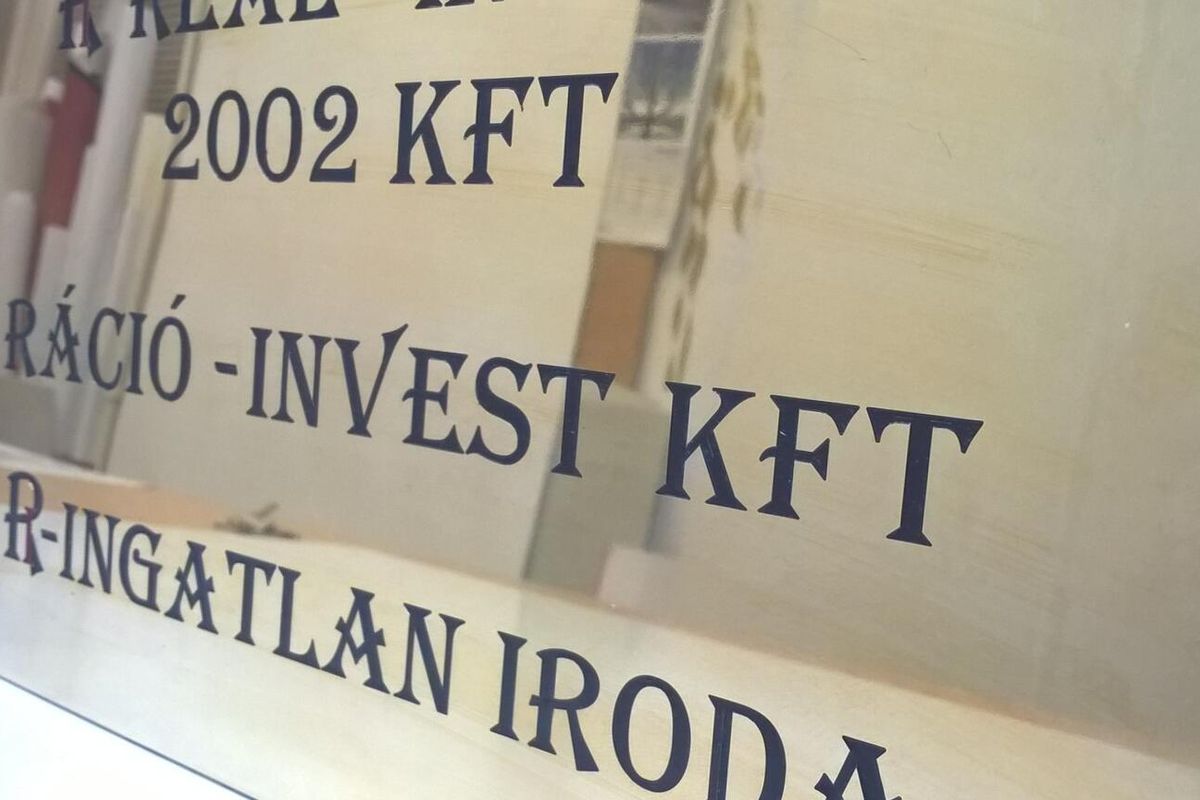 2002 KFT
RÁCIÓ -INVEST KFT
R-INGATLAN IRODA